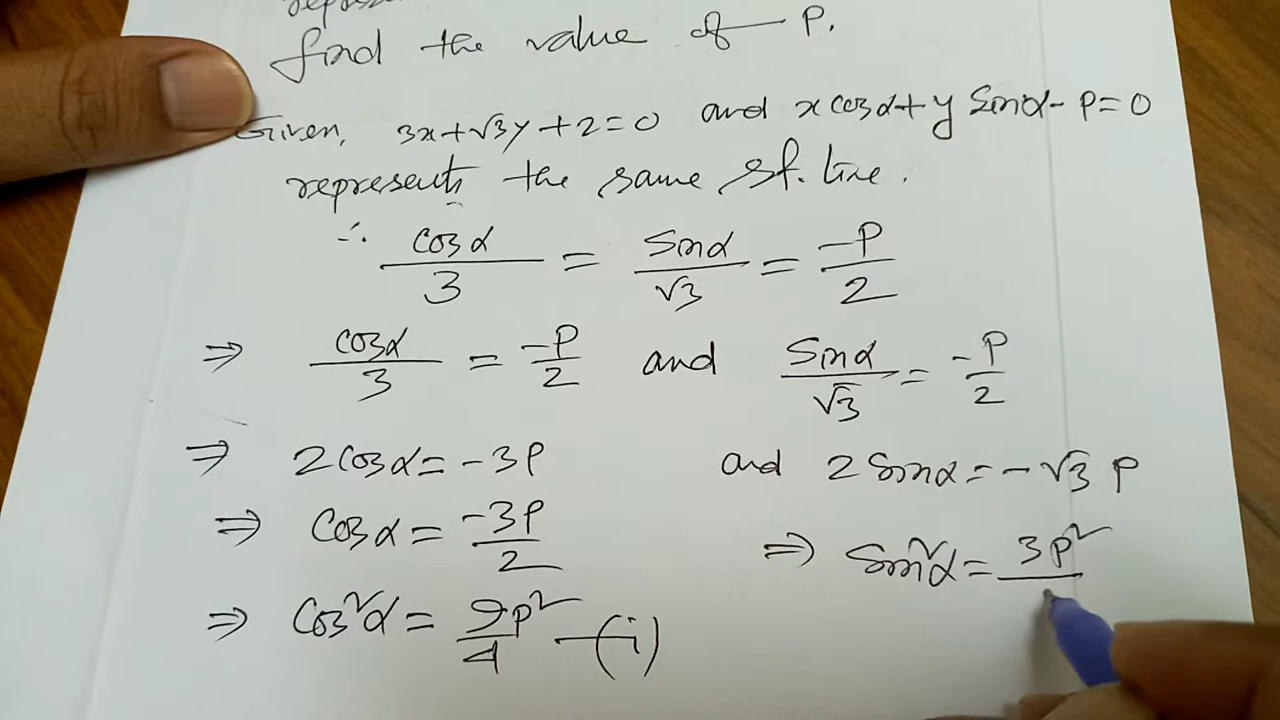 find the value of P.
Given, 3x+√3y+2=0 and x cosα+y Sinα-P=0
represents the same st. line.
∴ cosα/3 = Sinα/√3 = -P/2
⇒ cosα/3 = -P/2 and Sinα/√3 = -P/2
⇒ 2cosα = -3P and 2Sinα = -√3 P
⇒ cosα = -3P/2
⇒ Sin²α = 3P²/
⇒ cos²α = 9P²/4 —(i)